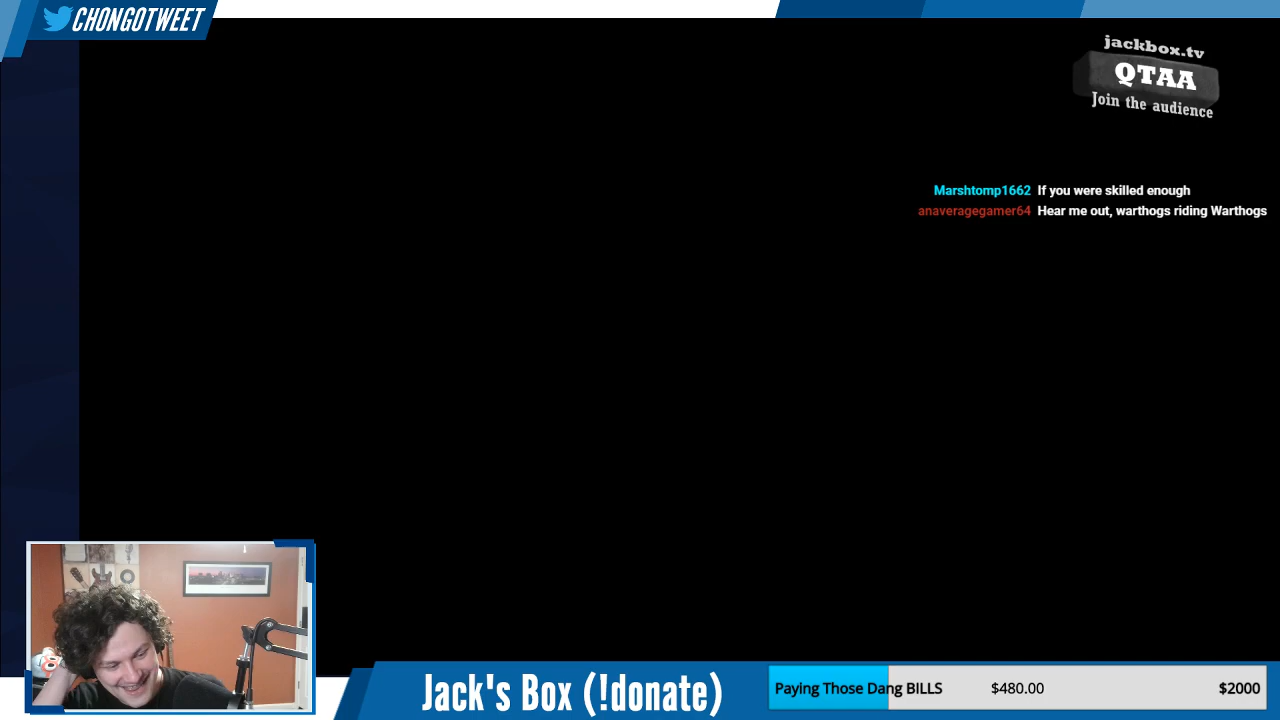 CHONGOTWEET
jackbox.tv
QTAA
Join the audience
Marshtomp1662 If you were skilled enough
anaveragegamer64 Hear me out, warthogs riding Warthogs
Jack's Box (!donate)
Paying Those Dang BILLS $480.00 $2000